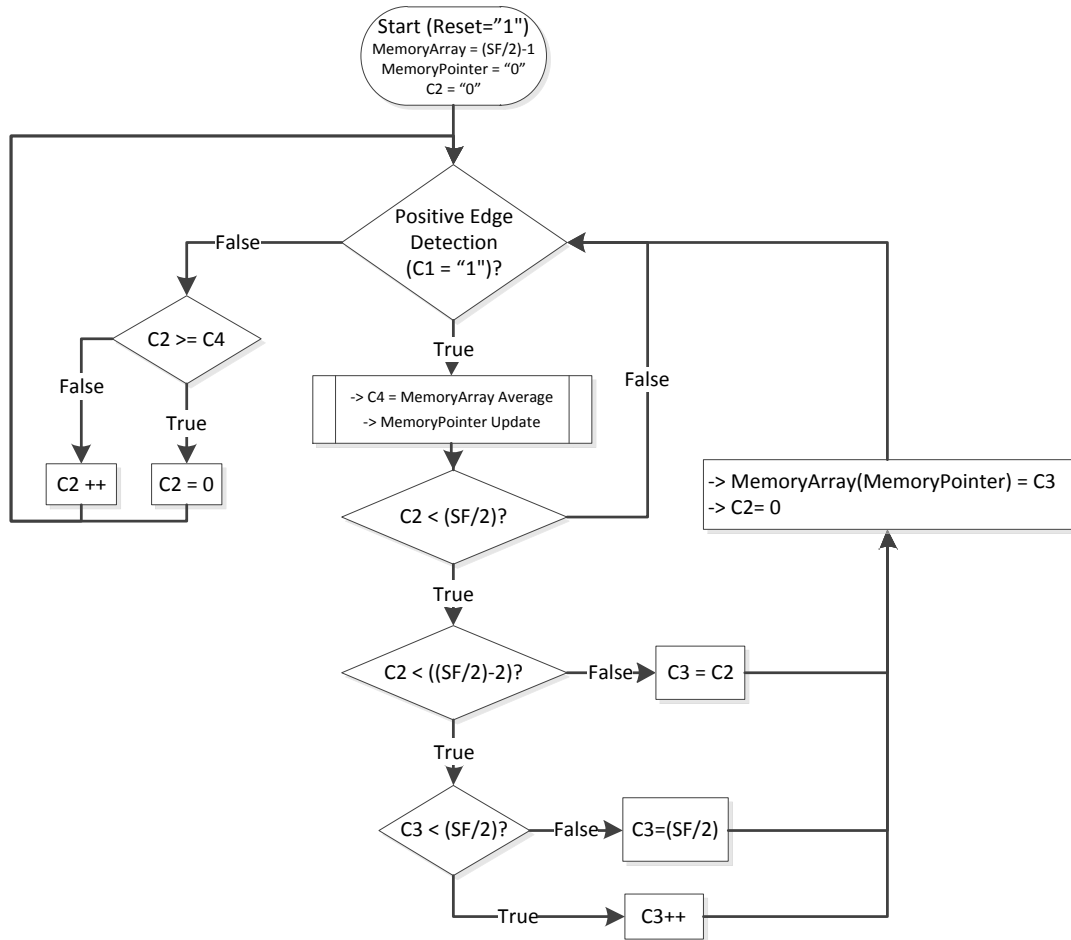 Start (Reset=”1")
MemoryArray = (SF/2)-1
MemoryPointer = “0”
C2 = “0”
Positive Edge
Detection
(C1 = “1")?
False
C2 >= C4
False
True
C2 ++
C2 = 0
True
-> C4 = MemoryArray Average
-> MemoryPointer Update
False
C2 < (SF/2)?
-> MemoryArray(MemoryPointer) = C3
-> C2= 0
True
C2 < ((SF/2)-2)?
False
C3 = C2
True
C3 < (SF/2)?
False
C3=(SF/2)
True
C3++